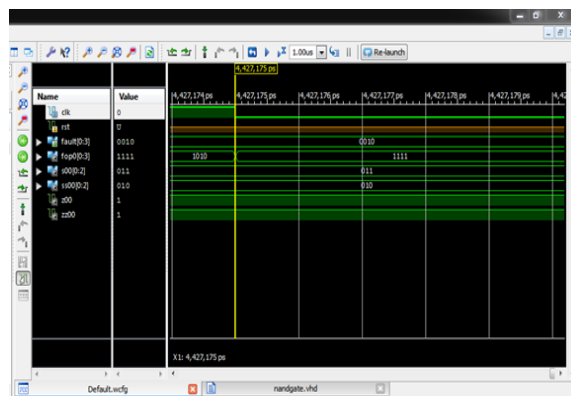 1.00us
Re-launch
4,427,175 ps
Name Value
4,427,174 ps 4,427,175 ps 4,427,176 ps 4,427,177 ps 4,427,178 ps 4,427,179 ps 4,42
clk 0
rst U
fault[0:3] 0010 0010
fop0[0:3] 1111 1010 1111
s00[0:2] 011 011
ss00[0:2] 010 010
z00 1
zz00 1
X1: 4,427,175 ps
Default.wcfg nandgate.vhd